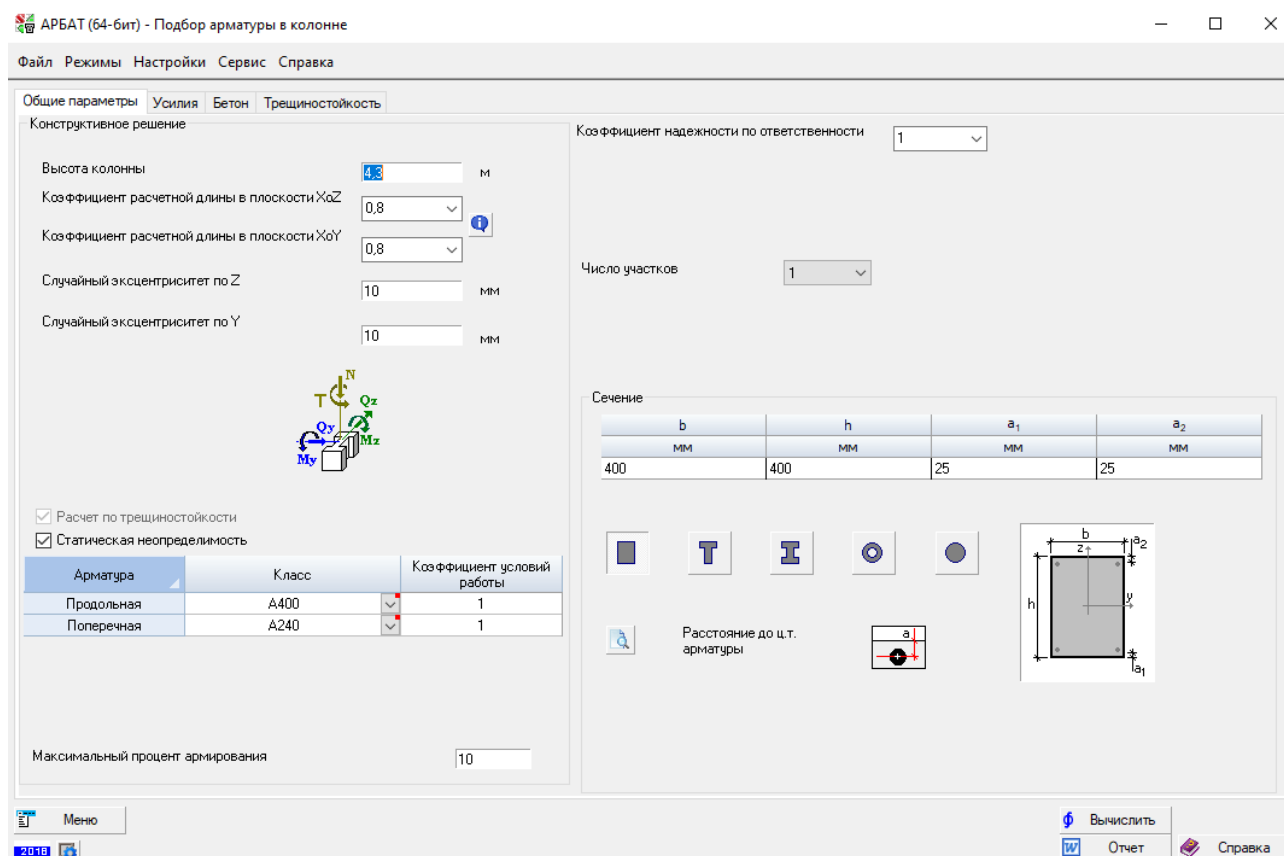 АРБАТ (64-бит) - Подбор арматуры в колонне
Файл Режимы Настройки Сервис Справка
Общие параметры Усилия Бетон Трещиностойкость
Конструктивное решение
Высота колонны 4,3 м
Коэффициент расчетной длины в плоскости XoZ 0,8
Коэффициент расчетной длины в плоскости XoY 0,8
Случайный эксцентриситет по Z 10 мм
Случайный эксцентриситет по Y 10 мм
N
T
Qz
Qy
Mz
My
Расчет по трещиностойкости
Статическая неопределимость
Арматура Класс Коэффициент условий работы
Продольная A400 1
Поперечная A240 1
Максимальный процент армирования 10
Коэффициент надежности по ответственности 1
Число участков 1
Сечение
b h a₁ a₂
мм мм мм мм
400 400 25 25
Расстояние до ц.т.
арматуры
a
b
z
a₂
h
y
a₁
Меню
Вычислить
2018
Отчет Справка